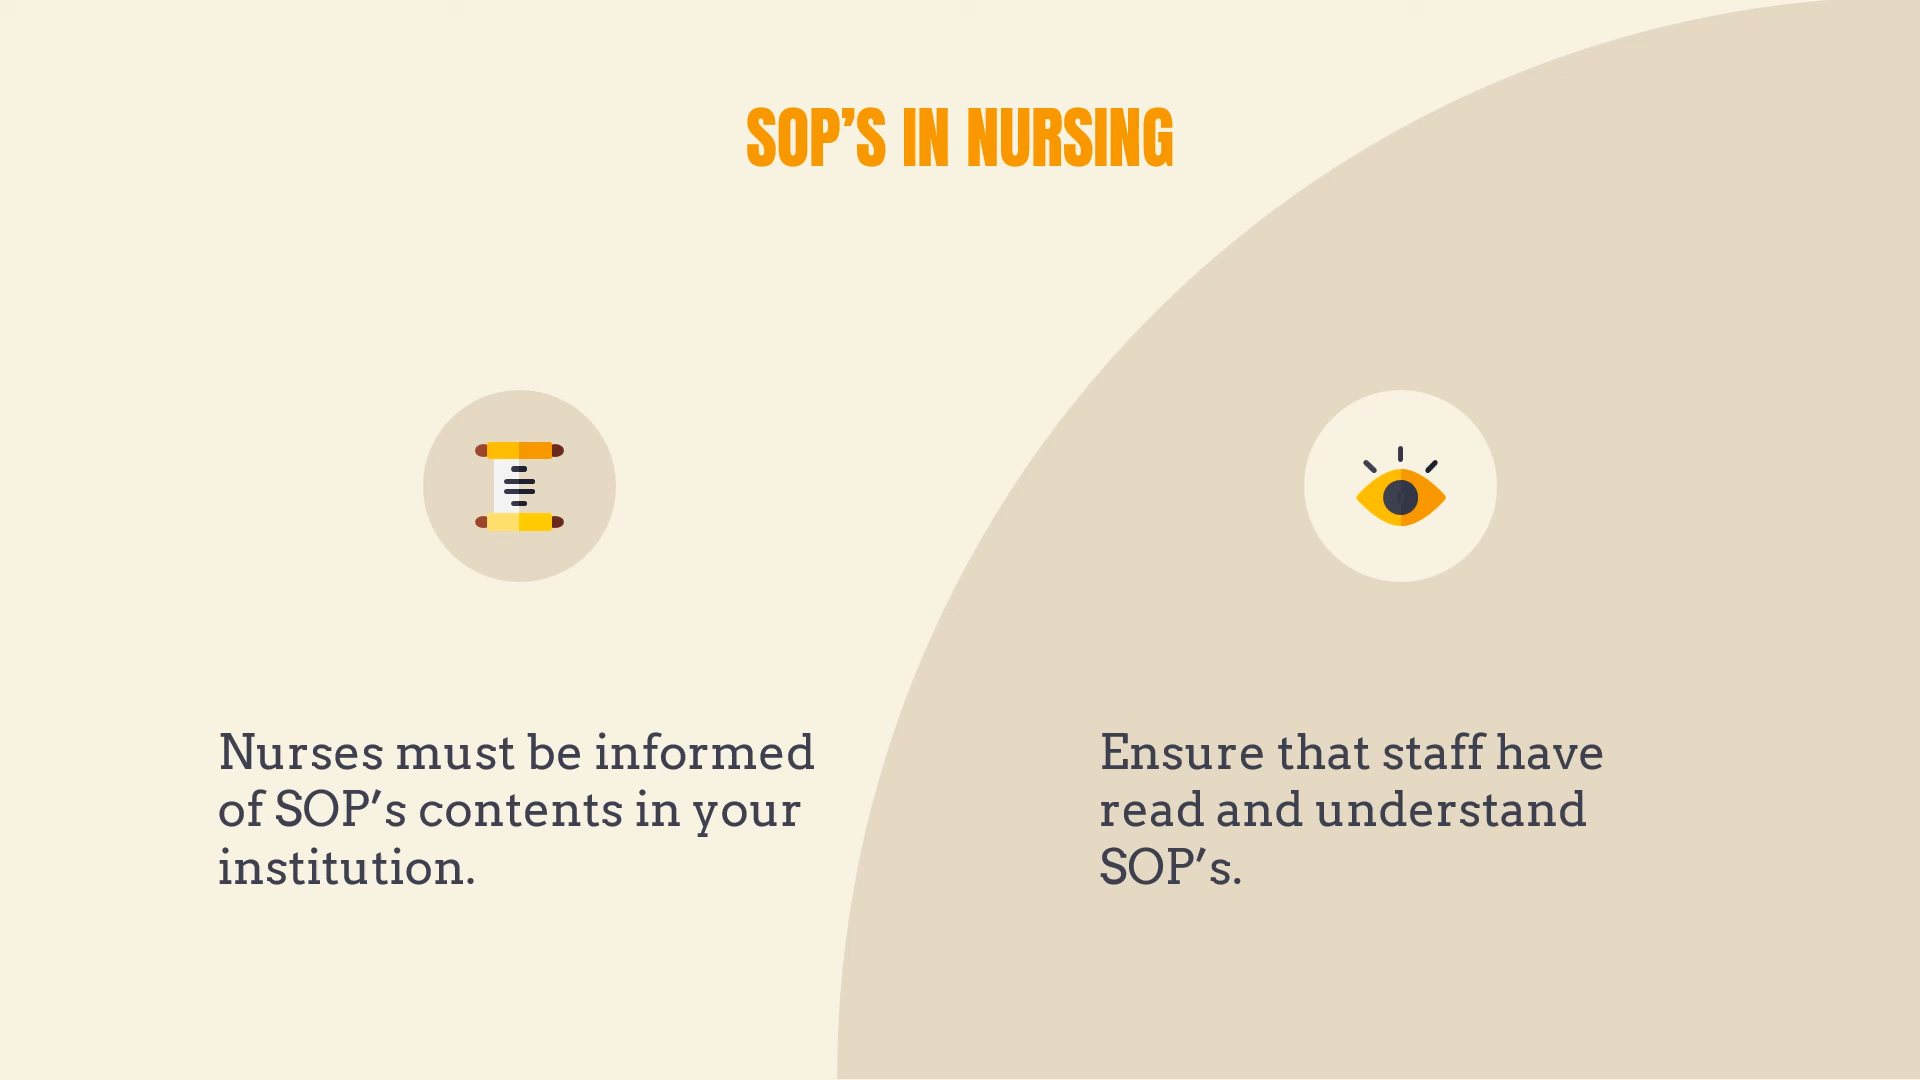 SOP’S IN NURSING
Nurses must be informed
of SOP’s contents in your
institution.
Ensure that staff have
read and understand
SOP’s.